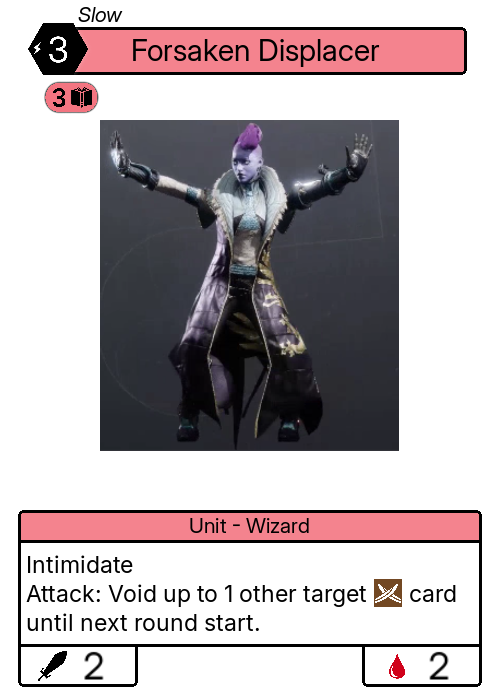 Slow
3 Forsaken Displacer
3
Unit - Wizard
Intimidate
Attack: Void up to 1 other target card
until next round start.
2 2